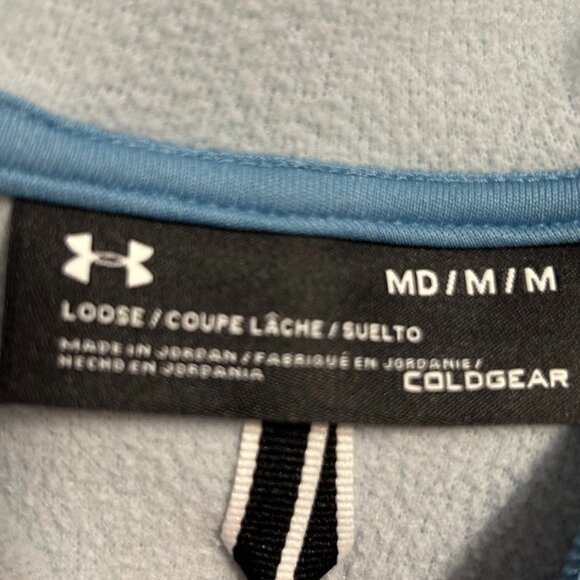 MD/M/M
LOOSE/COUPE LÂCHE/SUELTO
MADE IN JORDAN/FABRIQUÉ EN JORDANIE/
HECHO EN JORDANIA
COLDGEAR